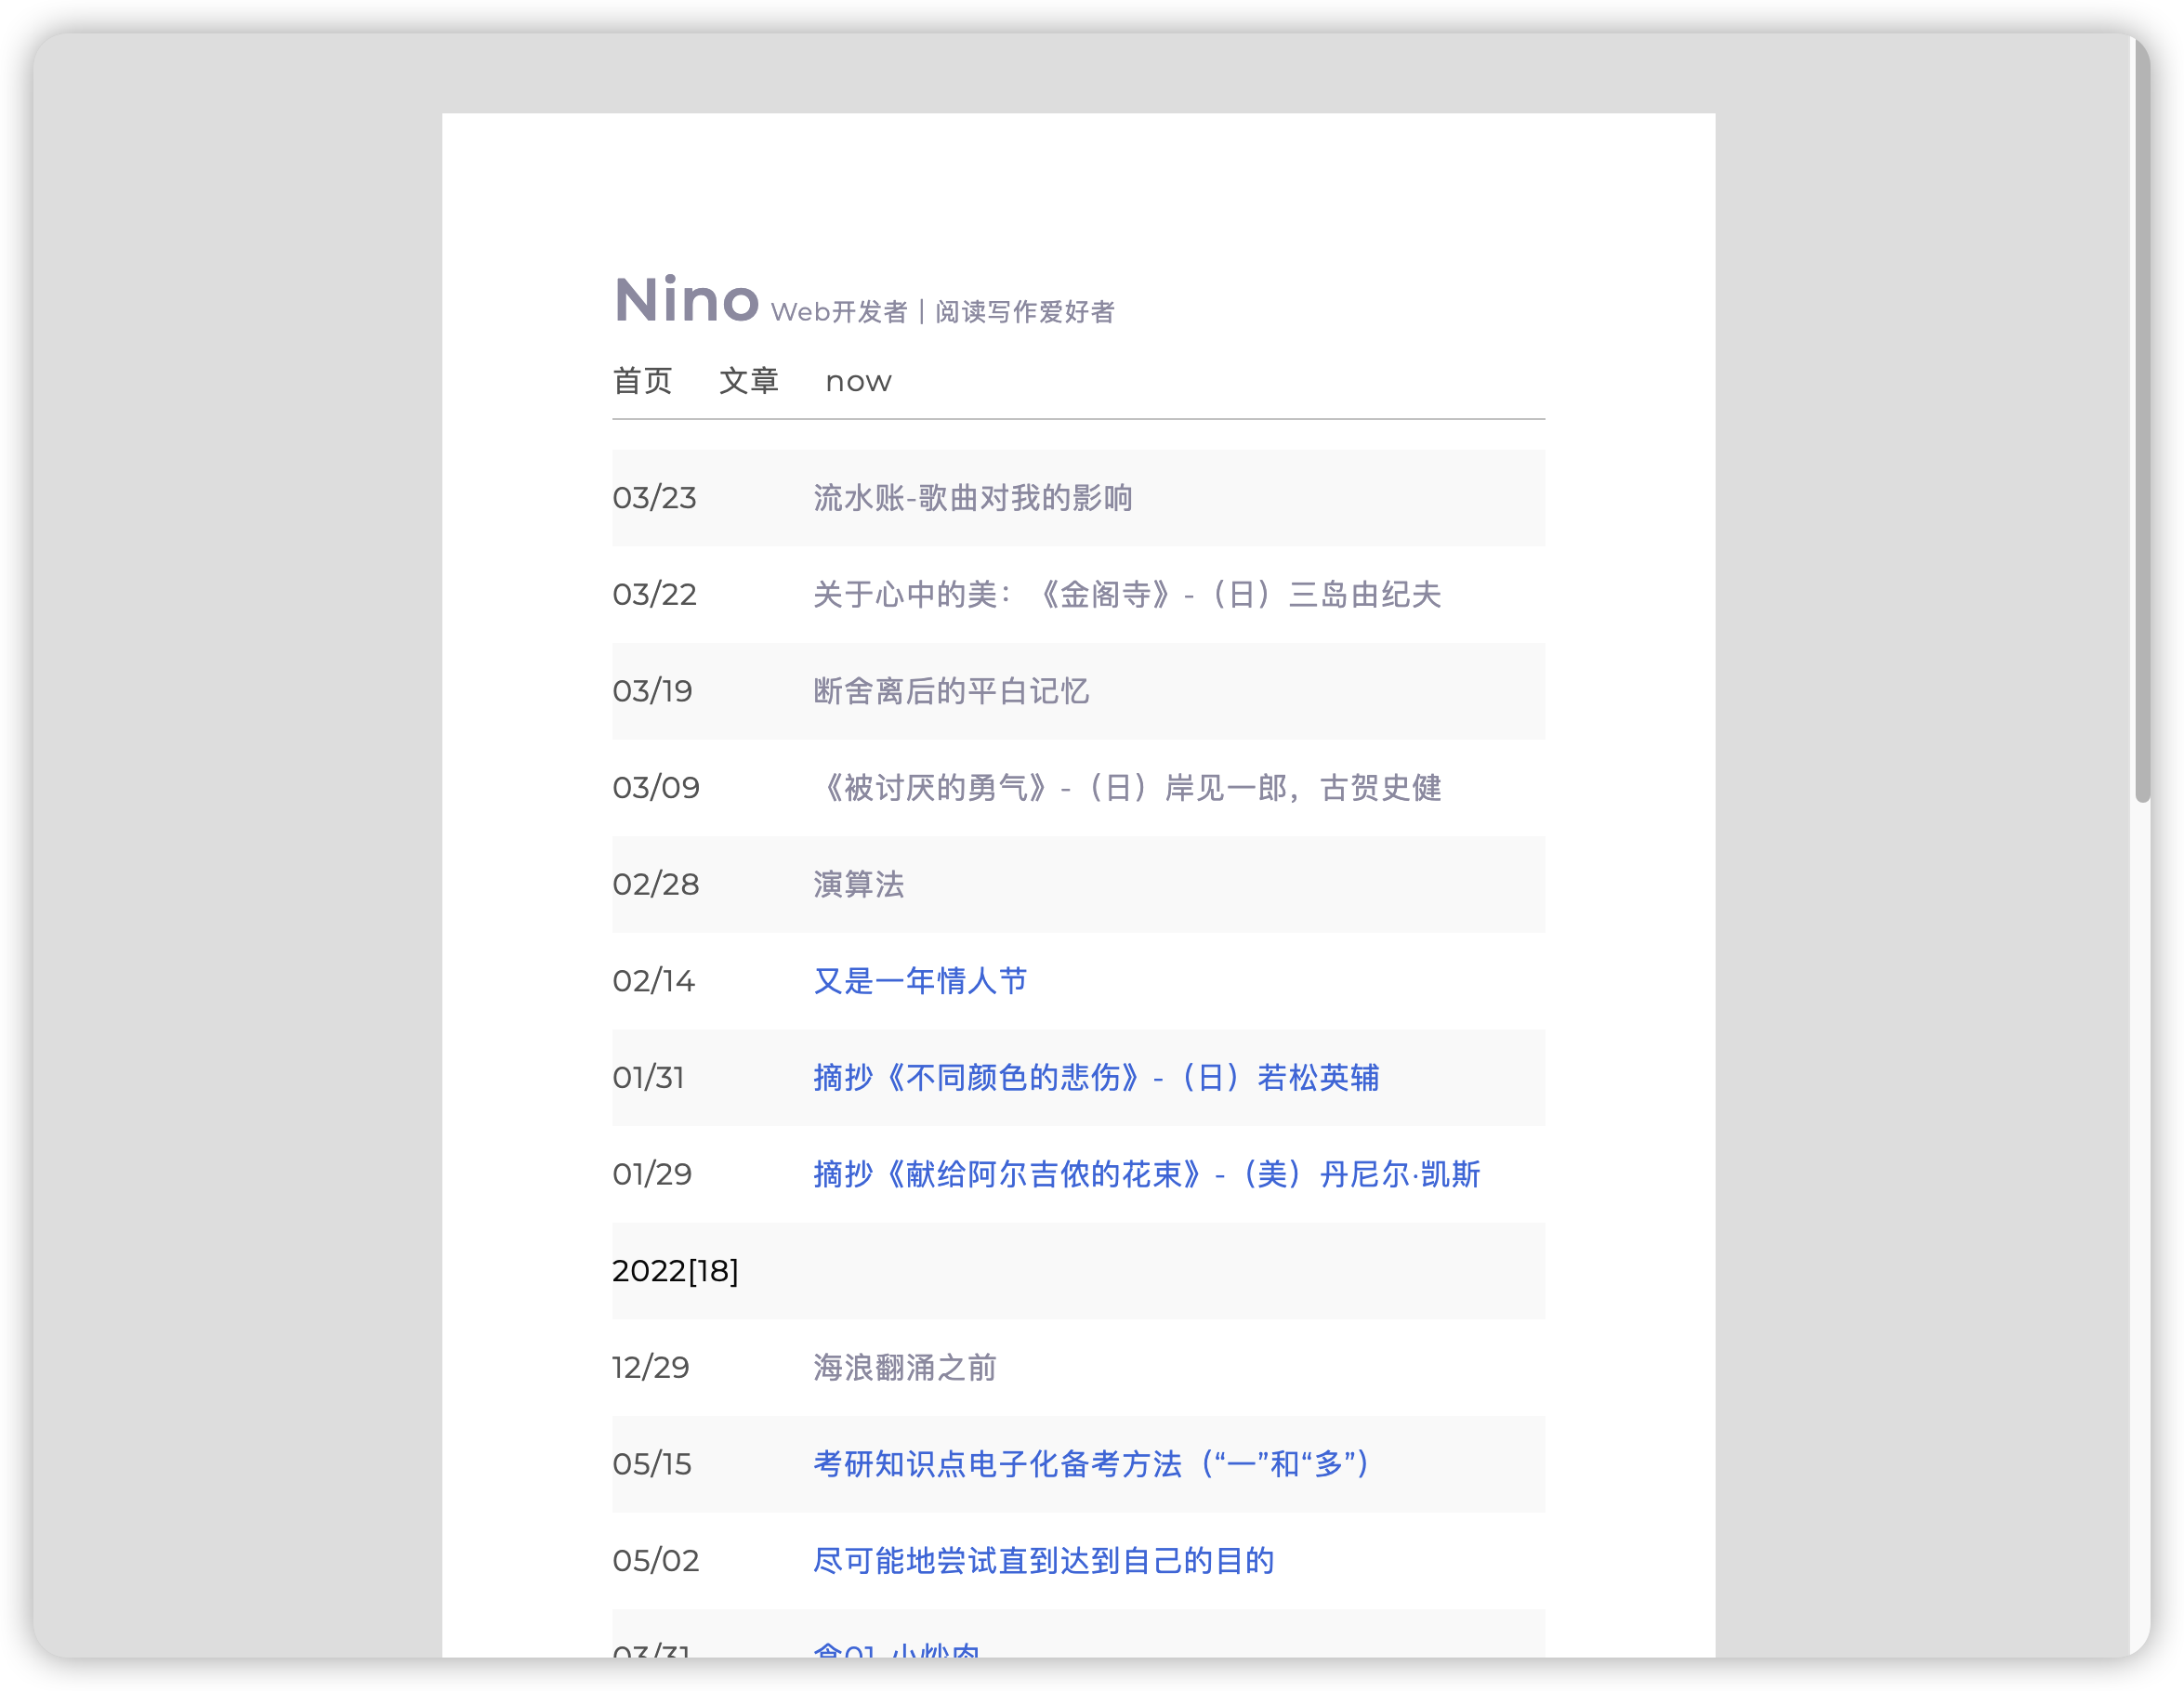 Nino Web开发者 | 阅读写作爱好者
首页 文章 now
03/23 流水账-歌曲对我的影响
03/22 关于心中的美：《金阁寺》-（日）三岛由纪夫
03/19 断舍离后的平白记忆
03/09 《被讨厌的勇气》-（日）岸见一郎，古贺史健
02/28 演算法
02/14 又是一年情人节
01/31 摘抄《不同颜色的悲伤》-（日）若松英辅
01/29 摘抄《献给阿尔吉侬的花束》-（美）丹尼尔·凯斯
2022[18]
12/29 海浪翻涌之前
05/15 考研知识点电子化备考方法（“一”和“多”）
05/02 尽可能地尝试直到达到自己的目的
03/31 食01-小炒肉